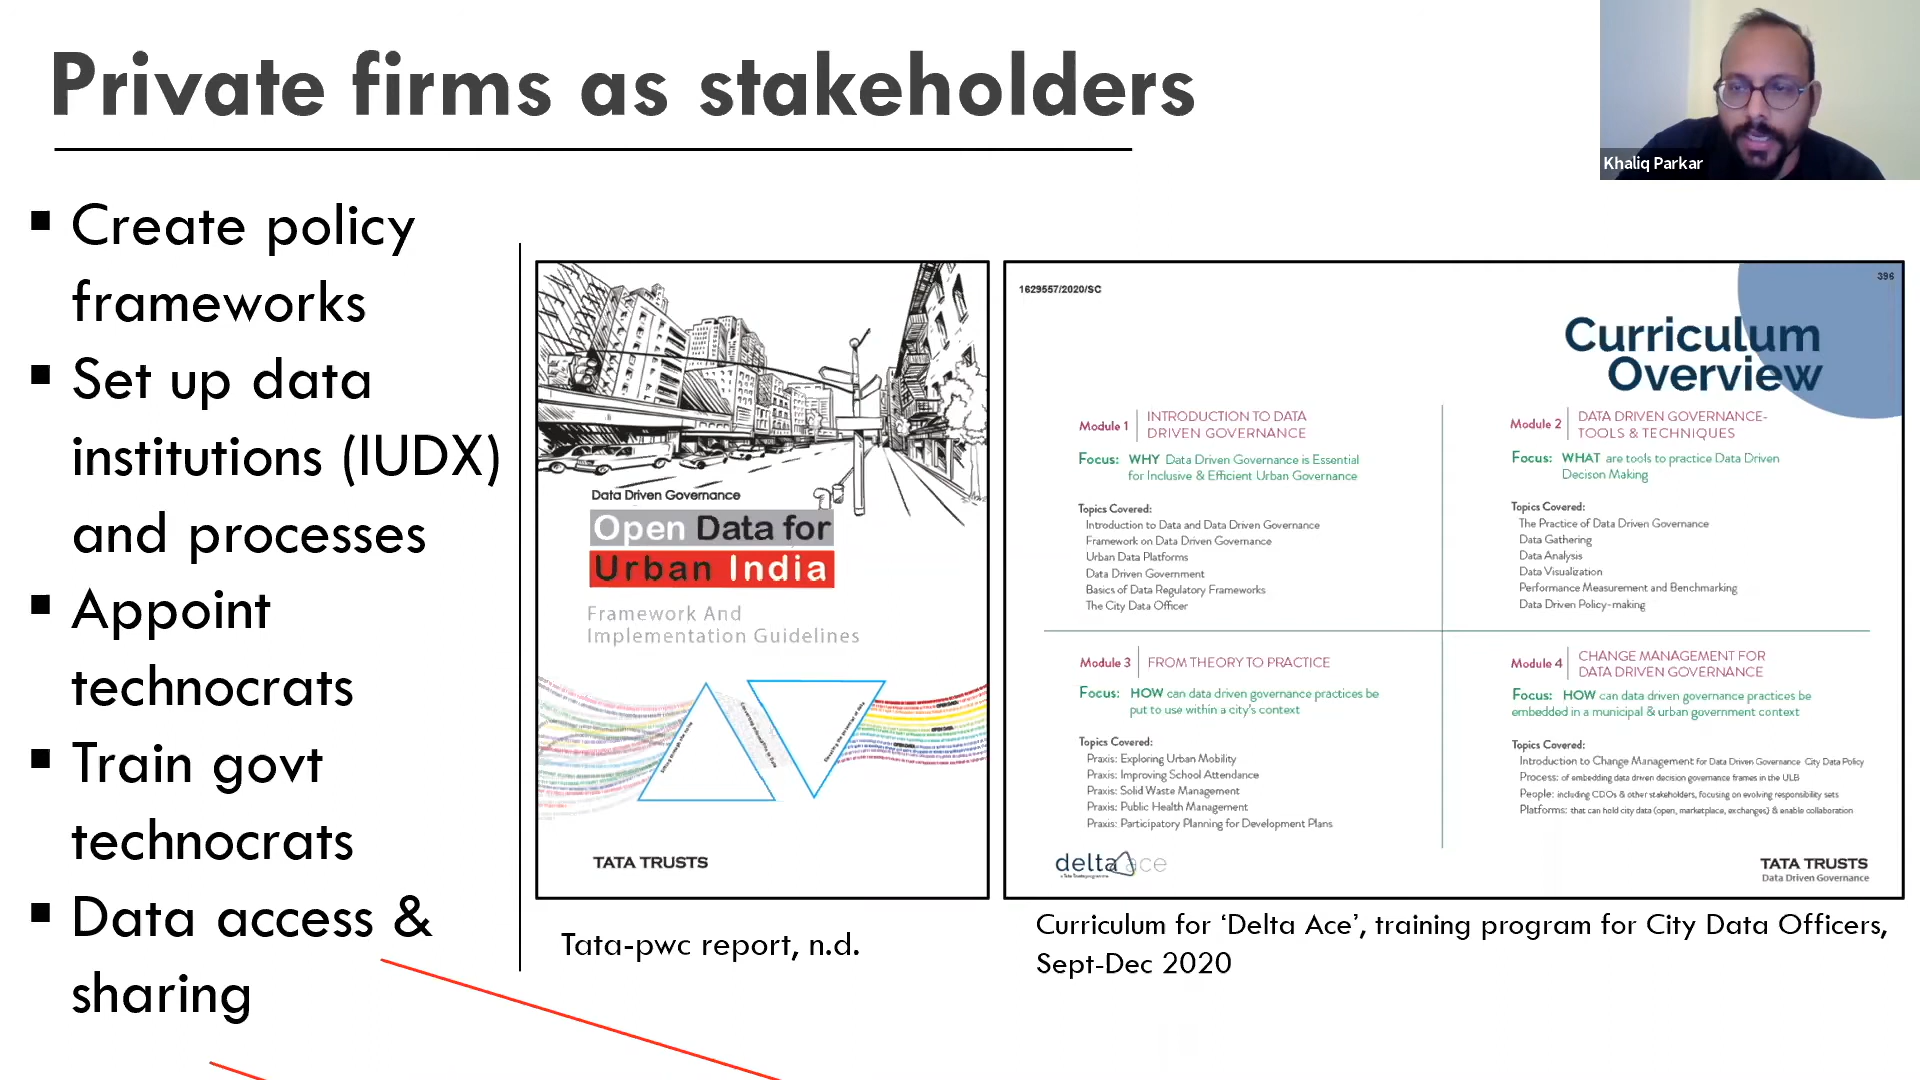 Private firms as stakeholders
Khaliq Parkar
▪ Create policy
frameworks
▪ Set up data
institutions (IUDX)
and processes
▪ Appoint
technocrats
▪ Train govt
technocrats
▪ Data access &
sharing
Data Driven Governance
Open Data for
Urban India
Framework And
Implementation Guidelines
TATA TRUSTS
Tata-pwc report, n.d.
1629557/2020/SC
396
Curriculum
Overview
Module 1
INTRODUCTION TO DATA
DRIVEN GOVERNANCE
Focus: WHY Data Driven Governance is Essential
for Inclusive & Efficient Urban Governance
Topics Covered:
Introduction to Data and Data Driven Governance
Framework on Data Driven Governance
Urban Data Platforms
Data Driven Government
Basics of Data Regulatory Frameworks
The City Data Officer
Module 2
DATA DRIVEN GOVERNANCE-
TOOLS & TECHNIQUES
Focus: WHAT are tools to practice Data Driven
Decison Making
Topics Covered:
The Practice of Data Driven Governance
Data Gathering
Data Analysis
Data Visualization
Performance Measurement and Benchmarking
Data Driven Policy-making
Module 3
FROM THEORY TO PRACTICE
Focus: HOW can data driven governance practices be
put to use within a city's context
Topics Covered:
Praxis: Exploring Urban Mobility
Praxis: Improving School Attendance
Praxis: Solid Waste Management
Praxis: Public Health Management
Praxis: Participatory Planning for Development Plans
Module 4
CHANGE MANAGEMENT FOR
DATA DRIVEN GOVERNANCE
Focus: HOW can data driven governance practices be
embedded in a municipal & urban government context
Topics Covered:
Introduction to Change Management for Data Driven Governance City Data Policy
Process: of embedding data driven decision governance frames in the ULB
People: including CDOs & other stakeholders, focusing on evolving responsibility sets
Platforms: that can hold city data (open, marketplace, exchanges) & enable collaboration
delta ace
TATA TRUSTS
Data Driven Governance
Curriculum for ‘Delta Ace’, training program for City Data Officers,
Sept-Dec 2020